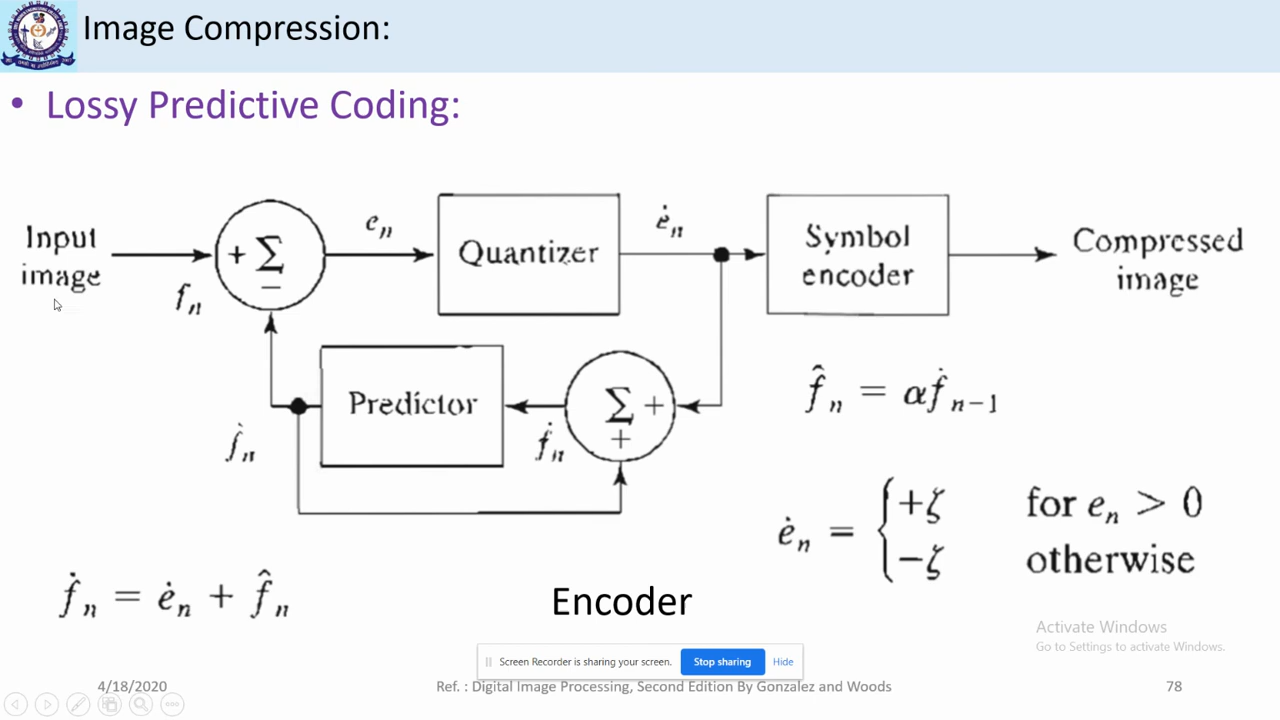 Image Compression:
• Lossy Predictive Coding:
Input
image
fₙ
+ Σ
−
eₙ
Quantizer
ėₙ
Symbol
encoder
Compressed
image
Predictor
ḟₙ
Σ +
+
f̂ₙ = αḟₙ₋₁
ėₙ = { +ζ for eₙ > 0
−ζ otherwise
ḟₙ = ėₙ + f̂ₙ
Encoder
Activate Windows
Go to Settings to activate Windows.
Screen Recorder is sharing your screen. Stop sharing Hide
4/18/2020 Ref. : Digital Image Processing, Second Edition By Gonzalez and Woods 78